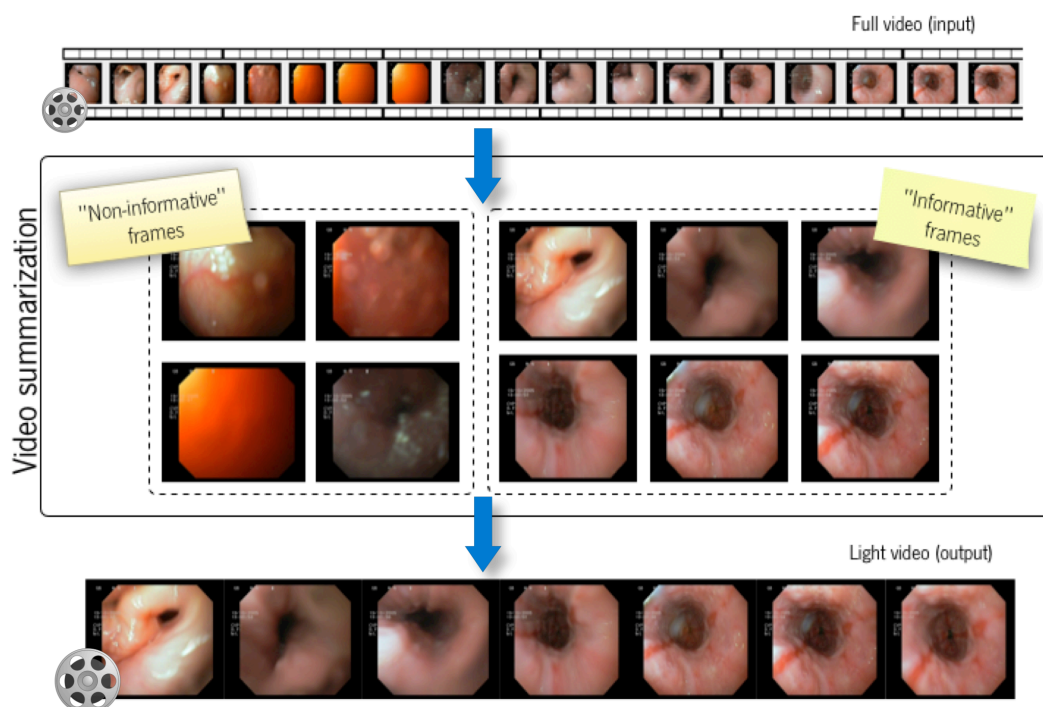 Full video (input)
Video summarization
"Non-informative"
frames
"Informative"
frames
Light video (output)